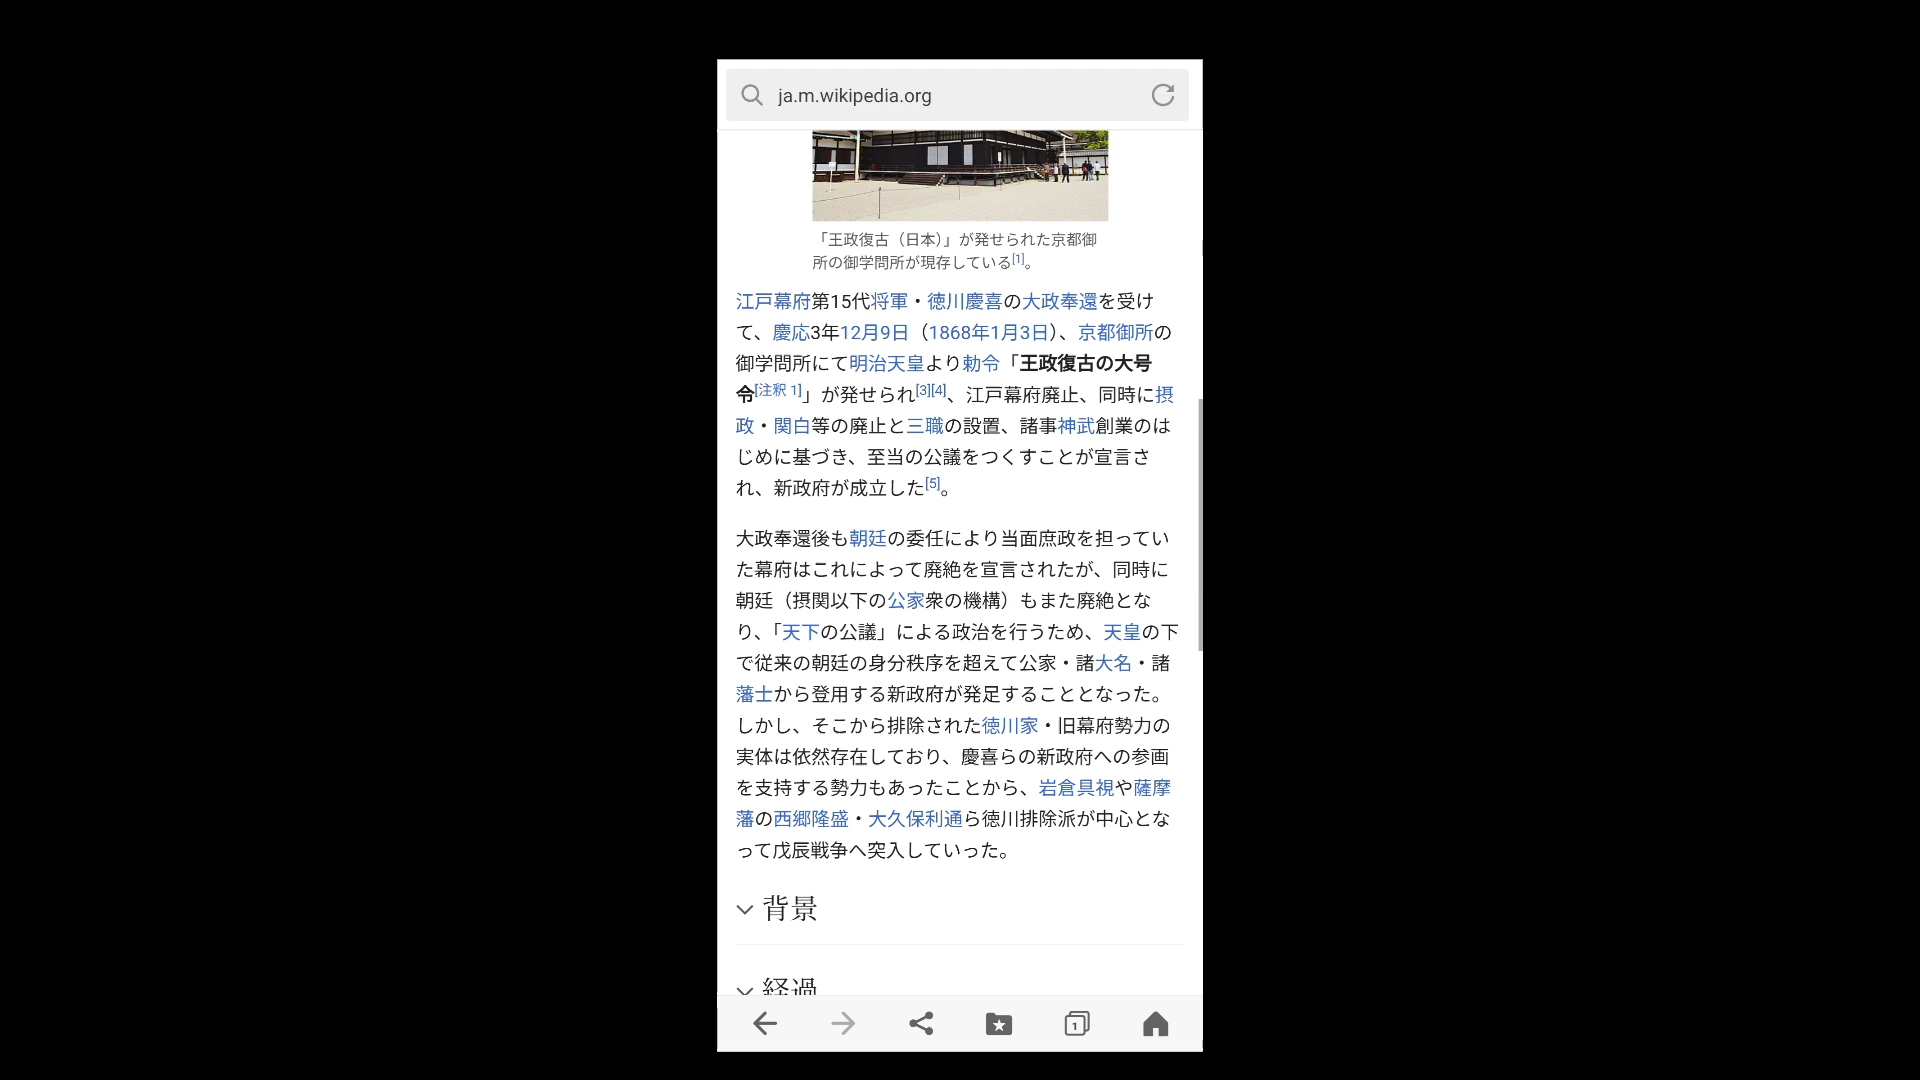 ja.m.wikipedia.org
「王政復古（日本）」が発せられた京都御
所の御学問所が現存している[1]。
江戸幕府第15代将軍・徳川慶喜の大政奉還を受け
て、慶応3年12月9日（1868年1月3日）、京都御所の
御学問所にて明治天皇より勅令「王政復古の大号
令[注釈 1]」が発せられ[3][4]、江戸幕府廃止、同時に摂
政・関白等の廃止と三職の設置、諸事神武創業のは
じめに基づき、至当の公議をつくすことが宣言さ
れ、新政府が成立した[5]。
大政奉還後も朝廷の委任により当面庶政を担ってい
た幕府はこれによって廃絶を宣言されたが、同時に
朝廷（摂関以下の公家衆の機構）もまた廃絶とな
り、「天下の公議」による政治を行うため、天皇の下
で従来の朝廷の身分秩序を超えて公家・諸大名・諸
藩士から登用する新政府が発足することとなった。
しかし、そこから排除された徳川家・旧幕府勢力の
実体は依然存在しており、慶喜らの新政府への参画
を支持する勢力もあったことから、岩倉具視や薩摩
藩の西郷隆盛・大久保利通ら徳川排除派が中心とな
って戊辰戦争へ突入していった。
背景
経過
1